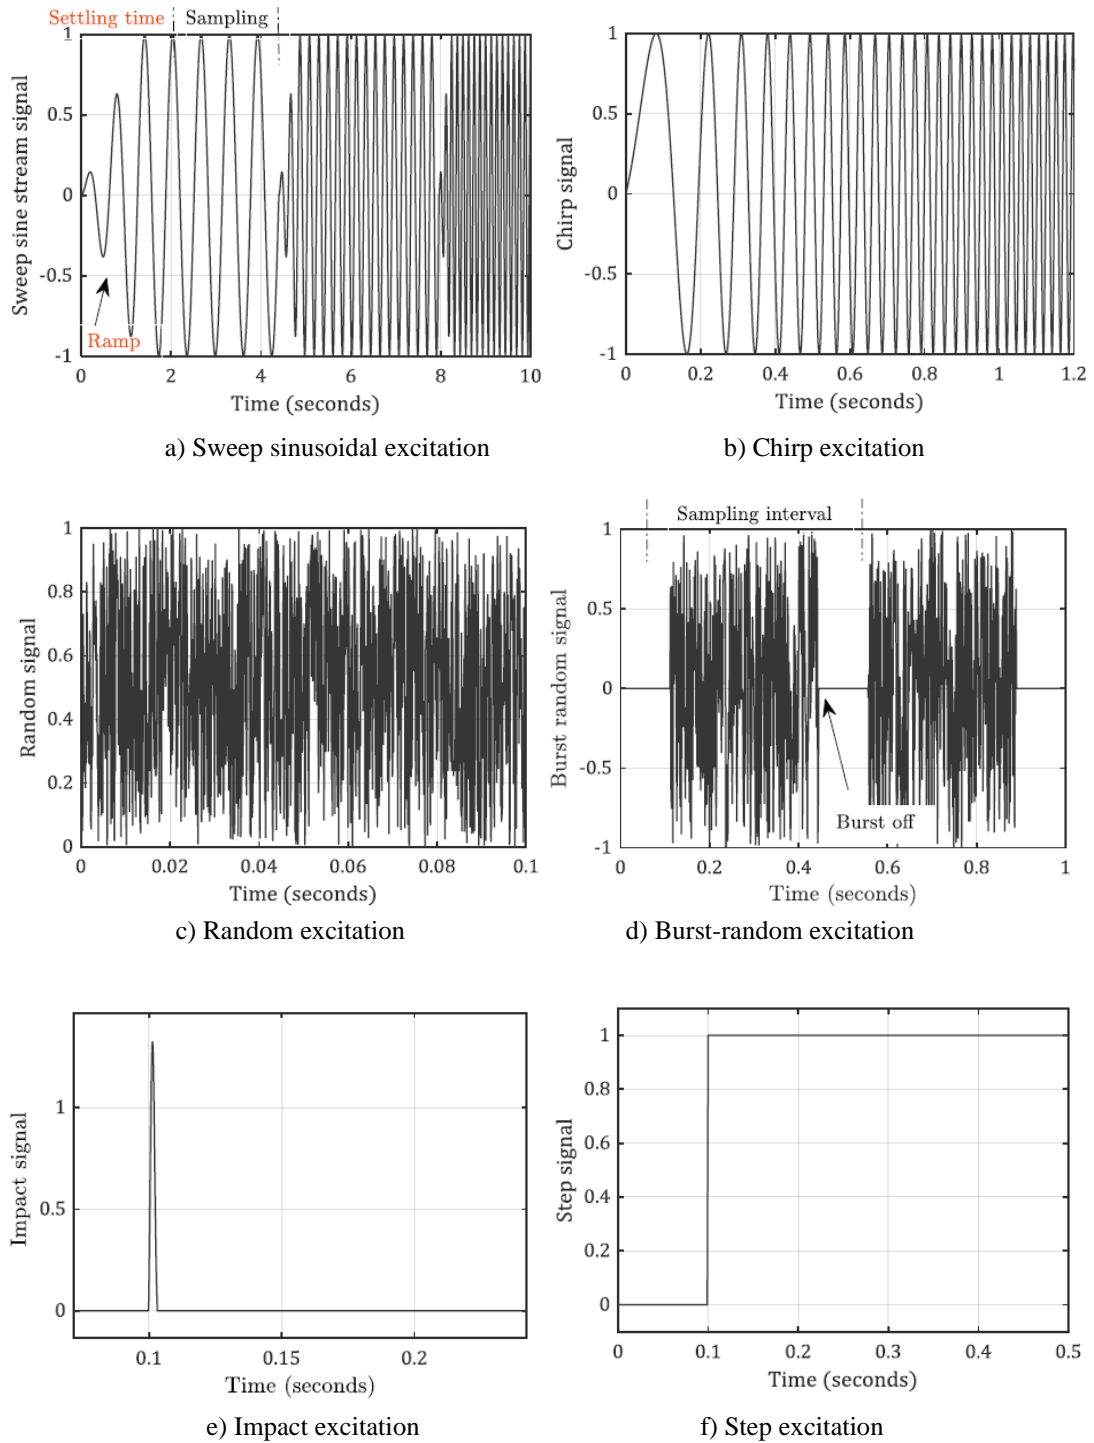 Settling time
Sampling
Sweep sine stream signal
1
0.5
0
-0.5
-1
Ramp
0 2 4 6 8 10
Time (seconds)
a) Sweep sinusoidal excitation
Chirp signal
1
0.5
0
-0.5
-1
0 0.2 0.4 0.6 0.8 1 1.2
Time (seconds)
b) Chirp excitation
Random signal
1
0.8
0.6
0.4
0.2
0
0 0.02 0.04 0.06 0.08 0.1
Time (seconds)
c) Random excitation
Sampling interval
Burst random signal
1
0.5
0
-0.5
-1
Burst off
0 0.2 0.4 0.6 0.8 1
Time (seconds)
d) Burst-random excitation
Impact signal
1
0.5
0
0.1 0.15 0.2
Time (seconds)
e) Impact excitation
Step signal
1
0.8
0.6
0.4
0.2
0
0 0.1 0.2 0.3 0.4 0.5
Time (seconds)
f) Step excitation